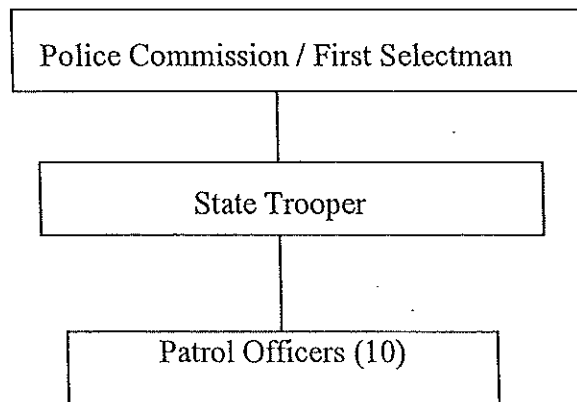 Police Commission / First Selectman
State Trooper
Patrol Officers (10)